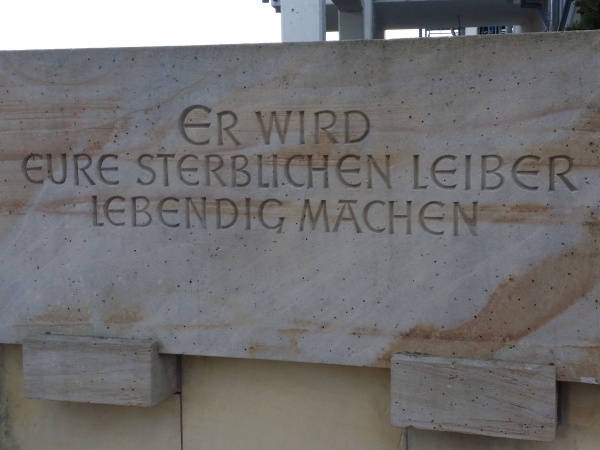 ER WIRD
EURE STERBLICHEN LEIBER
LEBENDIG MACHEN